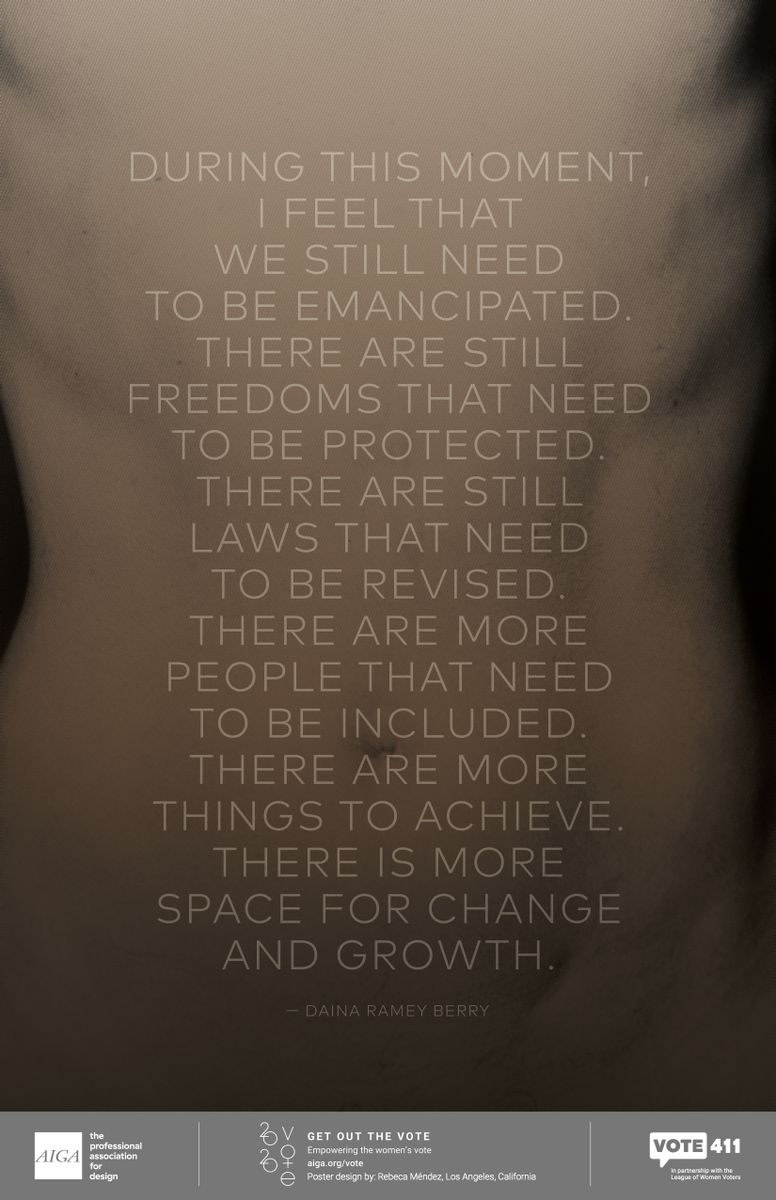 DURING THIS MOMENT,
I FEEL THAT
WE STILL NEED
TO BE EMANCIPATED.
THERE ARE STILL
FREEDOMS THAT NEED
TO BE PROTECTED.
THERE ARE STILL
LAWS THAT NEED
TO BE REVISED.
THERE ARE MORE
PEOPLE THAT NEED
TO BE INCLUDED.
THERE ARE MORE
THINGS TO ACHIEVE.
THERE IS MORE
SPACE FOR CHANGE
AND GROWTH.
— DAINA RAMEY BERRY
AIGA
the
professional
association
for
design
2020
vote
GET OUT THE VOTE
Empowering the women's vote
aiga.org/vote
Poster design by: Rebeca Méndez, Los Angeles, California
VOTE 411
In partnership with the
League of Women Voters